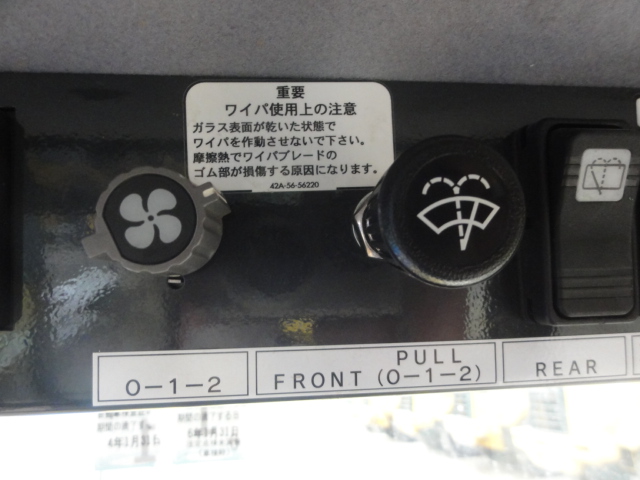 重要
ワイパ使用上の注意
ガラス表面が乾いた状態で
ワイパを作動させないで下さい。
摩擦熱でワイパブレードの
ゴム部が損傷する原因になります。
42A-56-56220
0-1-2
PULL
FRONT (0-1-2)
REAR